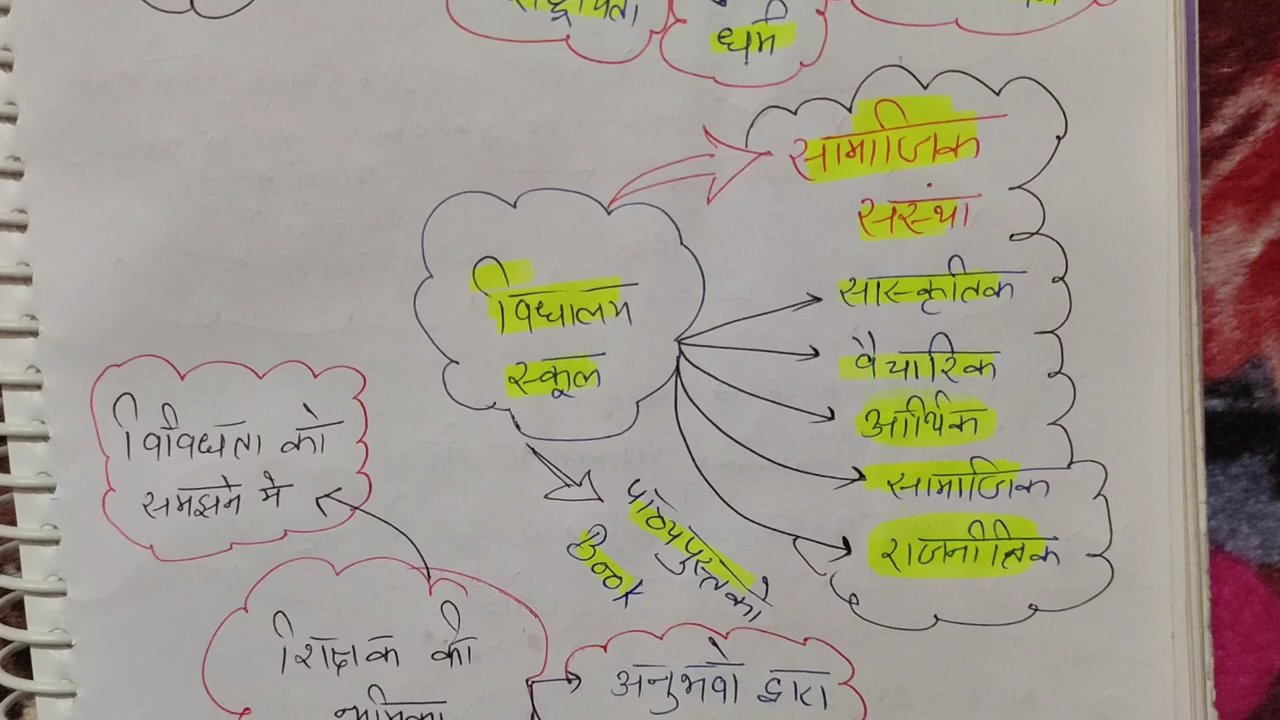 धर्म
सामाजिक
संस्था
विधालय
स्कूल
सास्कृतिक
वैचारिक
आर्थिक
सामाजिक
राजनीतिक
पाठ्यपुस्तको
Book
विविधता को
समझने मे
शिक्षक की
अनुभवो द्वारा